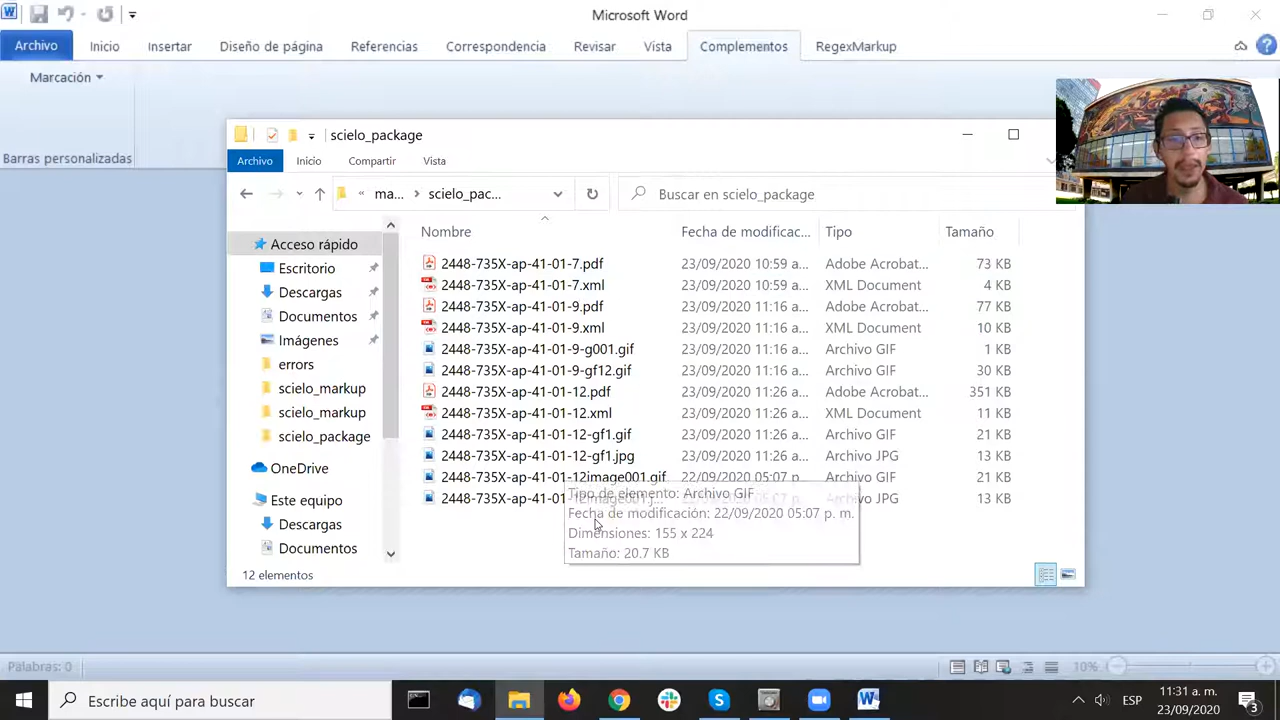 Microsoft Word
Archivo Inicio Insertar Diseño de página Referencias Correspondencia Revisar Vista Complementos RegexMarkup
Marcación
Barras personalizadas
scielo_package
Archivo Inicio Compartir Vista
« ma... scielo_pac... Buscar en scielo_package
Nombre Fecha de modificac... Tipo Tamaño
Acceso rápido
Escritorio
Descargas
Documentos
Imágenes
errors
scielo_markup
scielo_markup
scielo_package
OneDrive
Este equipo
Descargas
Documentos
2448-735X-ap-41-01-7.pdf 23/09/2020 10:59 a... Adobe Acrobat... 73 KB
2448-735X-ap-41-01-7.xml 23/09/2020 10:59 a... XML Document 4 KB
2448-735X-ap-41-01-9.pdf 23/09/2020 11:16 a... Adobe Acrobat... 77 KB
2448-735X-ap-41-01-9.xml 23/09/2020 11:16 a... XML Document 10 KB
2448-735X-ap-41-01-9-g001.gif 23/09/2020 11:16 a... Archivo GIF 1 KB
2448-735X-ap-41-01-9-gf12.gif 23/09/2020 11:16 a... Archivo GIF 30 KB
2448-735X-ap-41-01-12.pdf 23/09/2020 11:26 a... Adobe Acrobat... 351 KB
2448-735X-ap-41-01-12.xml 23/09/2020 11:26 a... XML Document 11 KB
2448-735X-ap-41-01-12-gf1.gif 23/09/2020 11:26 a... Archivo GIF 21 KB
2448-735X-ap-41-01-12-gf1.jpg 23/09/2020 11:26 a... Archivo JPG 13 KB
2448-735X-ap-41-01-12image001.gif 22/09/2020 05:07 p... Archivo GIF 21 KB
2448-735X-ap-41-01-12image001.j... JPG 13 KB
Tipo de elemento: Archivo GIF
Fecha de modificación: 22/09/2020 05:07 p. m.
Dimensiones: 155 x 224
Tamaño: 20.7 KB
12 elementos
Palabras: 0 10%
Escribe aquí para buscar
ESP
11:31 a. m.
23/09/2020
3